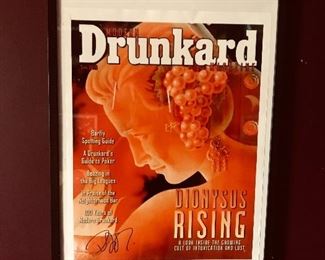 MODERN
Drunkard
Barfly
Spotting Guide
A Drunkard's
Guide to Poker
Boozing in
the Big Leagues
In Praise of the
Neighborhood Bar
100 Years of
Modern Drunkard
DIONYSUS
RISING
A LOOK INSIDE THE GROWING
CULT OF INTOXICATION AND LUST